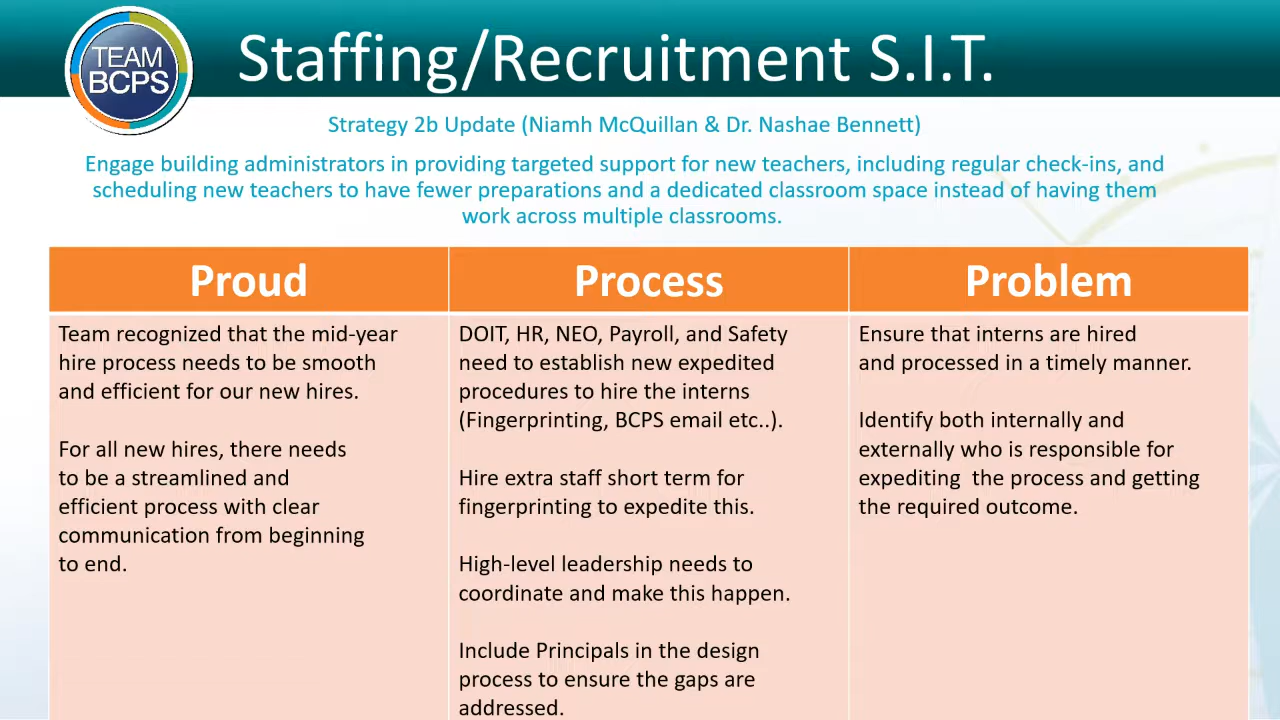 TEAM
BCPS
Staffing/Recruitment S.I.T.
Strategy 2b Update (Niamh McQuillan & Dr. Nashae Bennett)
Engage building administrators in providing targeted support for new teachers, including regular check-ins, and
scheduling new teachers to have fewer preparations and a dedicated classroom space instead of having them
work across multiple classrooms.
Proud
Team recognized that the mid-year
hire process needs to be smooth
and efficient for our new hires.
For all new hires, there needs
to be a streamlined and
efficient process with clear
communication from beginning
to end.
Process
DOIT, HR, NEO, Payroll, and Safety
need to establish new expedited
procedures to hire the interns
(Fingerprinting, BCPS email etc..).
Hire extra staff short term for
fingerprinting to expedite this.
High-level leadership needs to
coordinate and make this happen.
Include Principals in the design
process to ensure the gaps are
addressed.
Problem
Ensure that interns are hired
and processed in a timely manner.
Identify both internally and
externally who is responsible for
expediting  the process and getting
the required outcome.